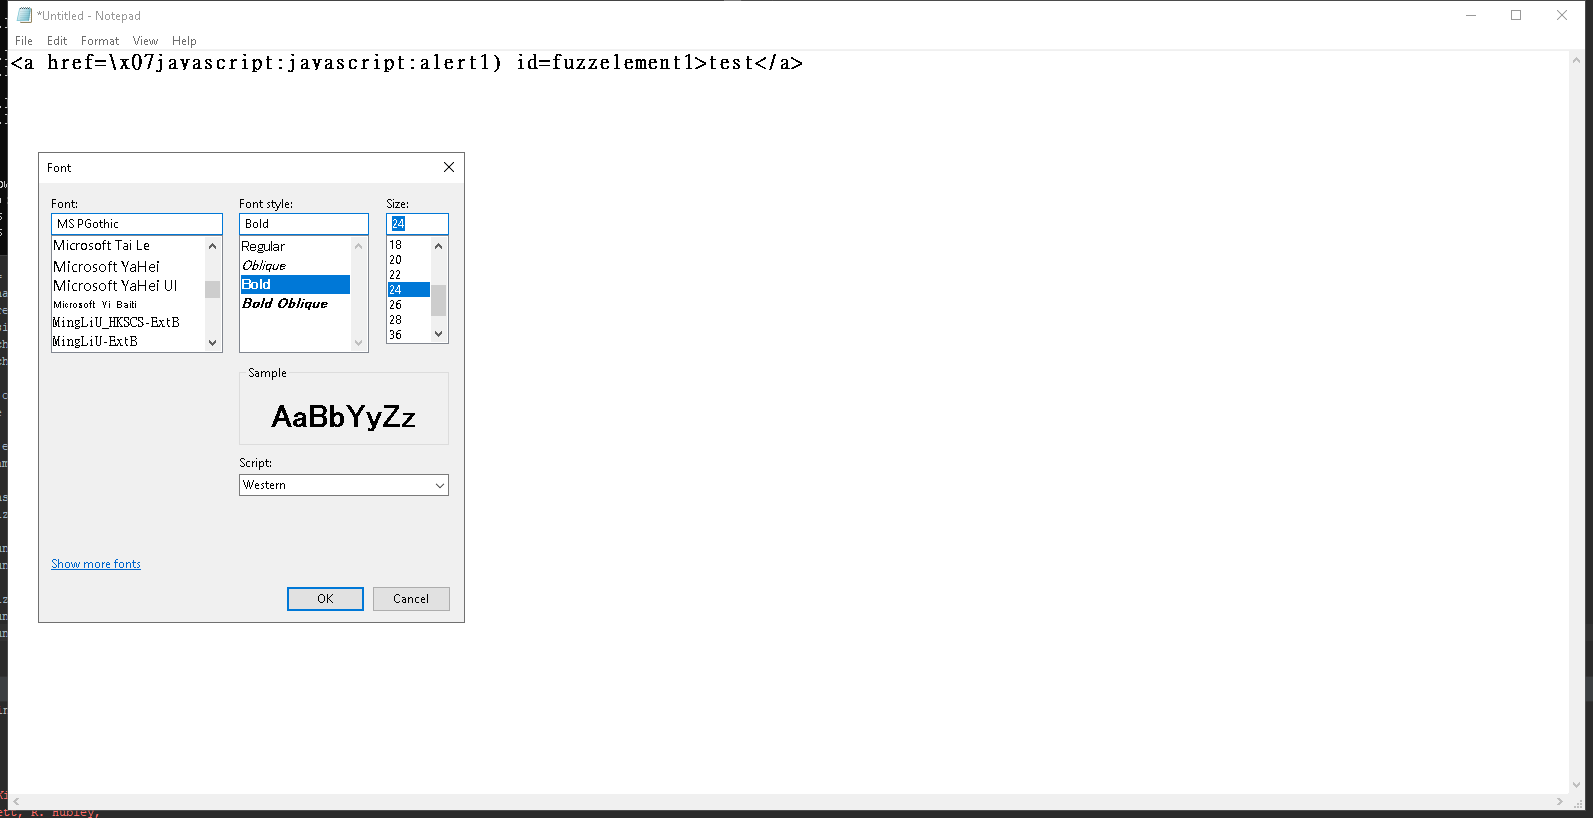 *Untitled - Notepad
File Edit Format View Help
<a href=\x07javascript:javascript:alert1) id=fuzzelement1>test</a>
Font
Font: Font style: Size:
MS PGothic Bold 24
Microsoft Tai Le Regular 18
Microsoft YaHei Oblique 20
Microsoft YaHei UI Bold 22
Microsoft Yi Baiti Bold Oblique 24
MingLiU_HKSCS-ExtB 26
MingLiU-ExtB 28
36
Sample
AaBbYyZz
Script:
Western
Show more fonts
OK Cancel
R. Hubley,